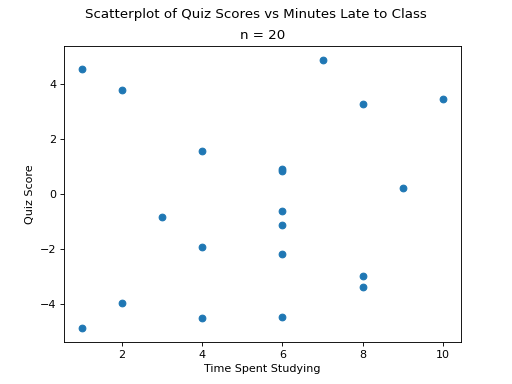 Scatterplot of Quiz Scores vs Minutes Late to Class
n = 20
4
2
0
−2
−4
Quiz Score
2 4 6 8 10
Time Spent Studying